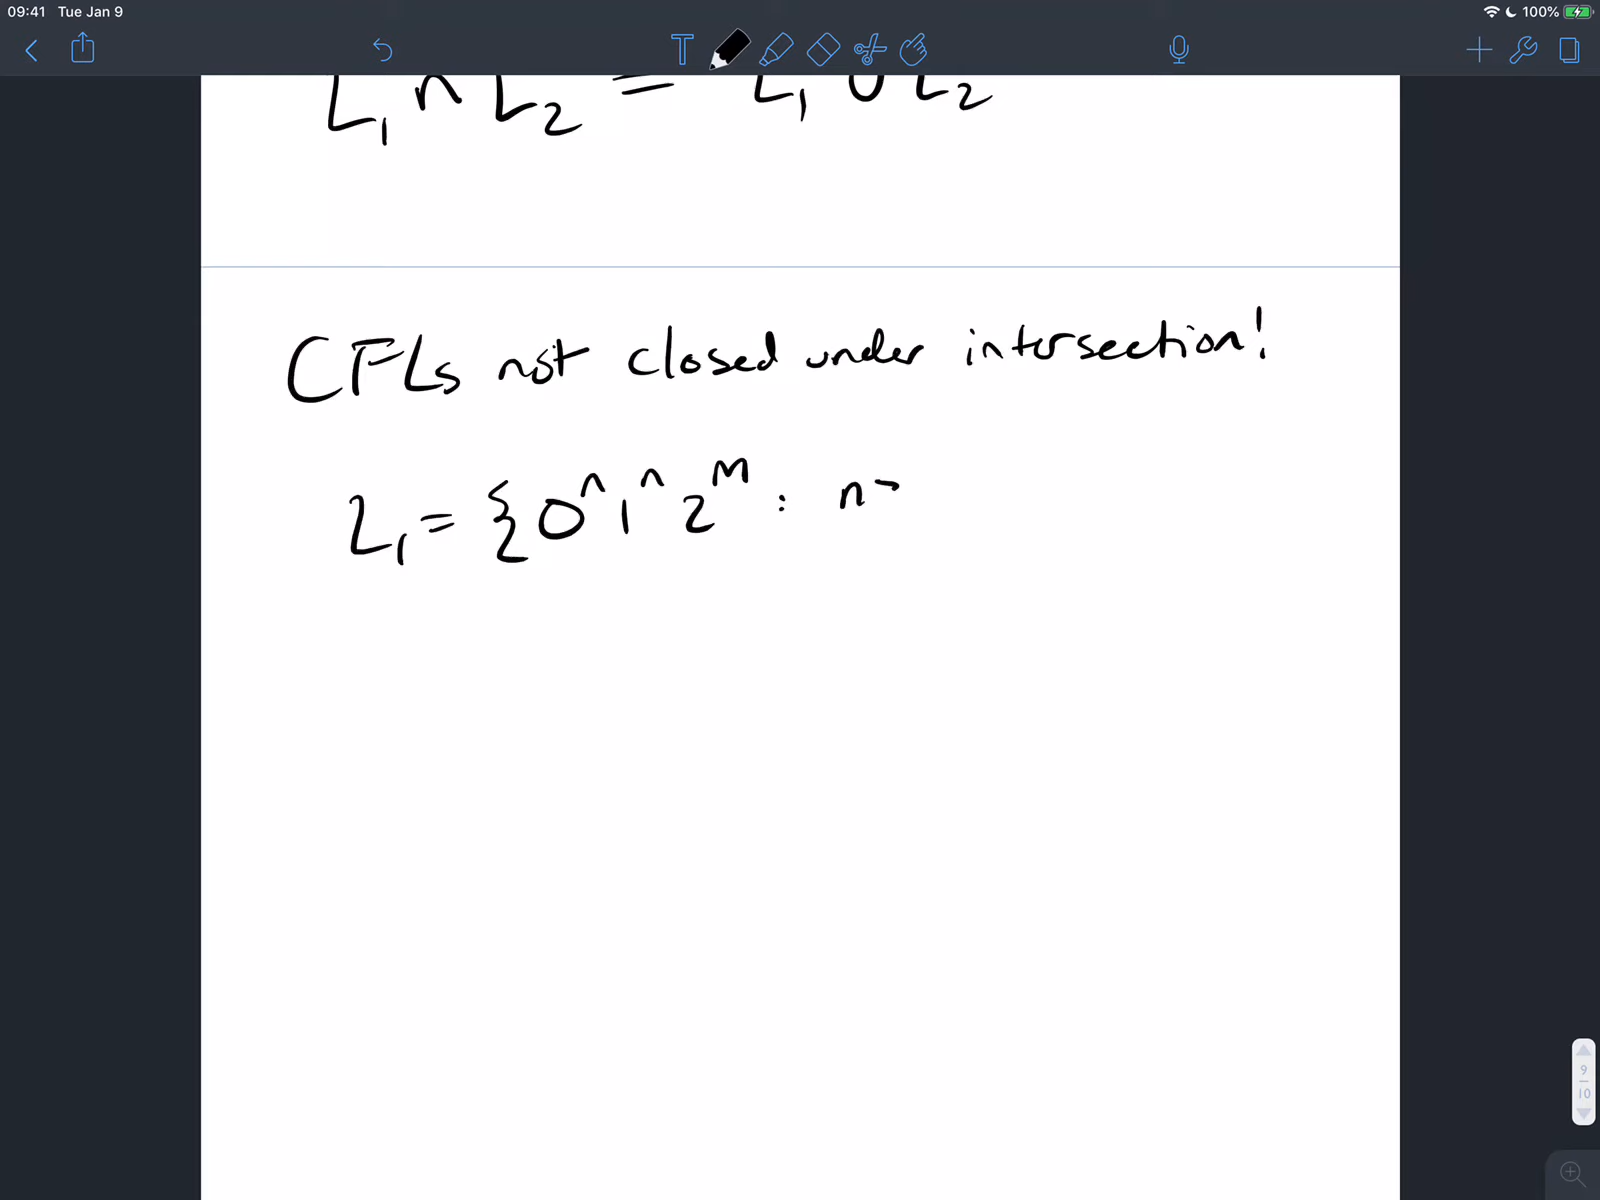 09:41 Tue Jan 9 100%
T
L₁ ∩ L₂ = L₁ ∪ L₂
CFLs not closed under intersection!
L₁ = {0ⁿ1ⁿ2ᵐ : n
9
10